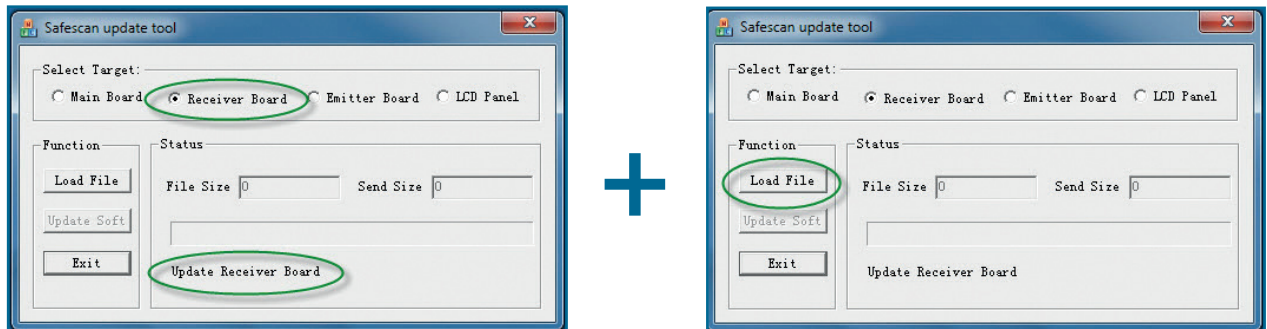 Safescan update tool
Select Target:
Main Board Receiver Board Emitter Board LCD Panel
Function
Status
Load File
File Size 0 Send Size 0
Update Soft
Exit
Update Receiver Board
+
Safescan update tool
Select Target:
Main Board Receiver Board Emitter Board LCD Panel
Function
Status
Load File
File Size 0 Send Size 0
Update Soft
Exit
Update Receiver Board